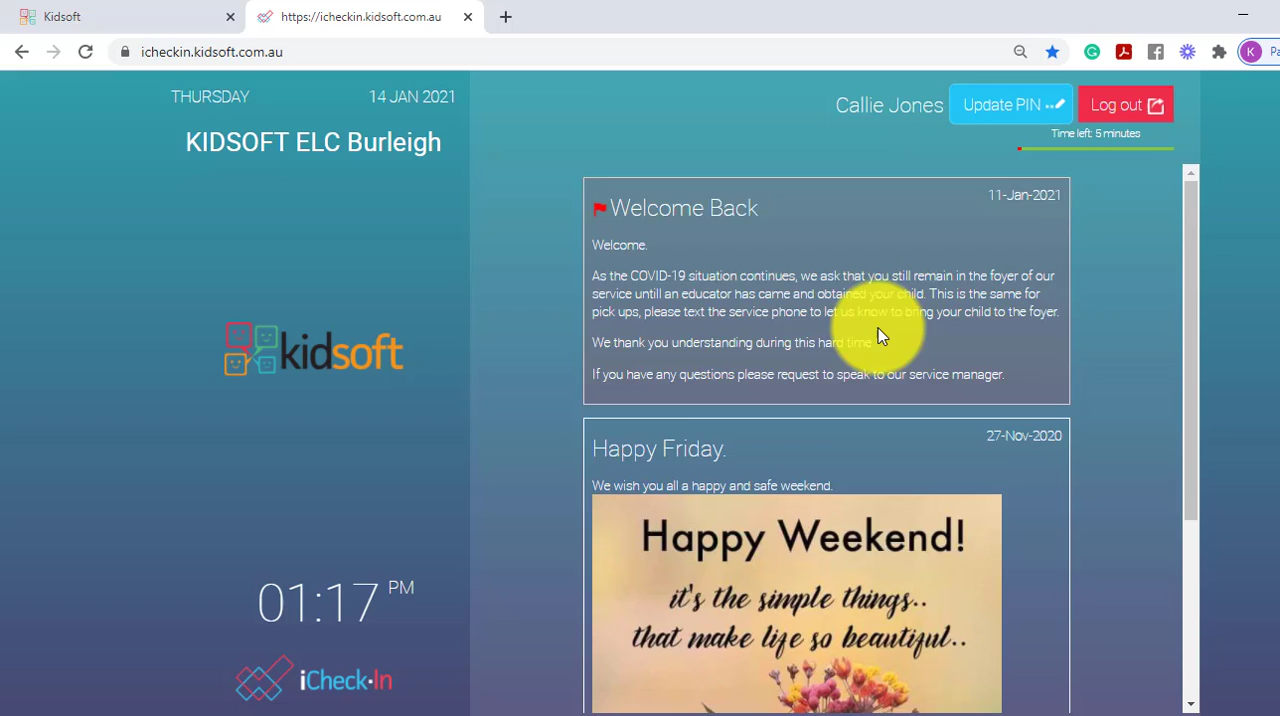 Kidsoft
https://icheckin.kidsoft.com.au
icheckin.kidsoft.com.au
K
Pa
THURSDAY 14 JAN 2021
KIDSOFT ELC Burleigh
kidsoft
01:17 PM
iCheck-In
Callie Jones
Update PIN
Log out
Time left: 5 minutes
11-Jan-2021
Welcome Back
Welcome.
As the COVID-19 situation continues, we ask that you still remain in the foyer of our
service untill an educator has came and obtained your child. This is the same for
pick ups, please text the service phone to let us know to bring your child to the foyer.
We thank you understanding during this hard time
If you have any questions please request to speak to our service manager.
27-Nov-2020
Happy Friday.
We wish you all a happy and safe weekend.
Happy Weekend!
it's the simple things..
that make life so beautiful..